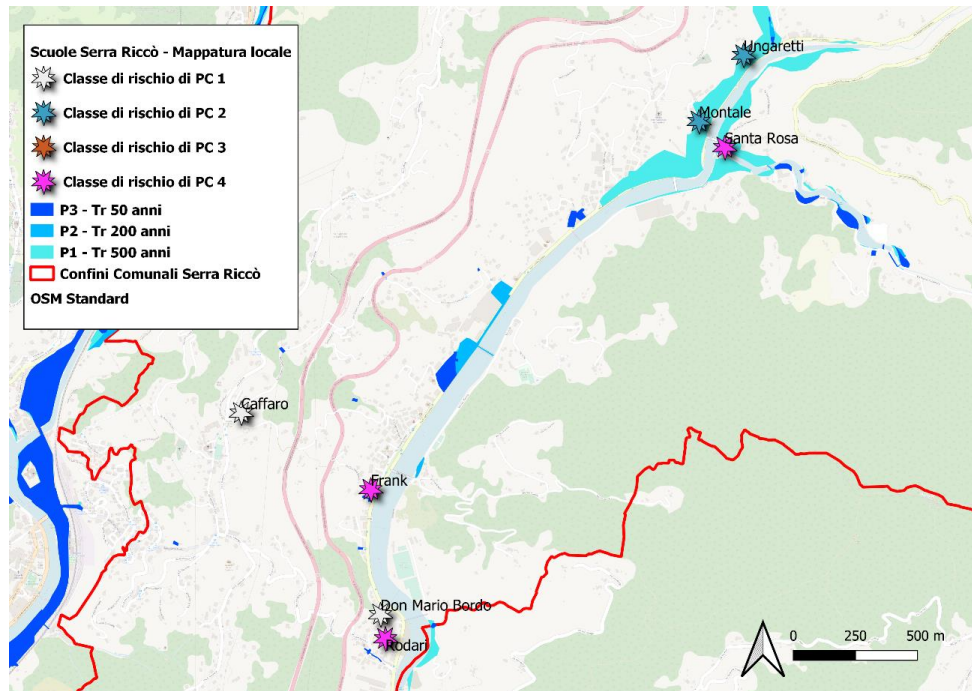 Scuole Serra Riccò - Mappatura locale
Classe di rischio di PC 1
Classe di rischio di PC 2
Classe di rischio di PC 3
Classe di rischio di PC 4
P3 - Tr 50 anni
P2 - Tr 200 anni
P1 - Tr 500 anni
Confini Comunali Serra Riccò
OSM Standard
Ungaretti
Montale
Santa Rosa
Caffaro
Frank
Don Mario Bordo
Rodari
0 250 500 m